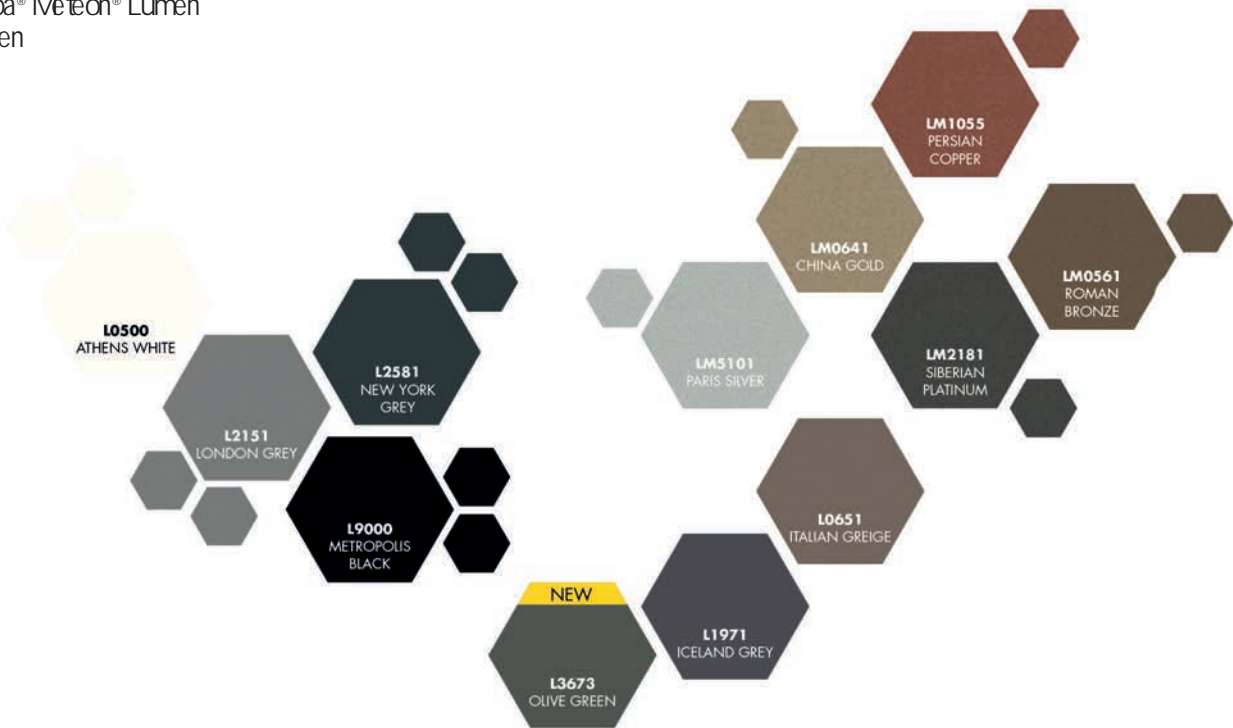 Meteon® Lumen
LM1055
PERSIAN
COPPER
LM0641
CHINA GOLD
LM0561
ROMAN
BRONZE
L0500
ATHENS WHITE
L2581
NEW YORK
GREY
LM5101
PARIS SILVER
LM2181
SIBERIAN
PLATINUM
L2151
LONDON GREY
L9000
METROPOLIS
BLACK
L0651
ITALIAN GREIGE
NEW
L3673
OLIVE GREEN
L1971
ICELAND GREY